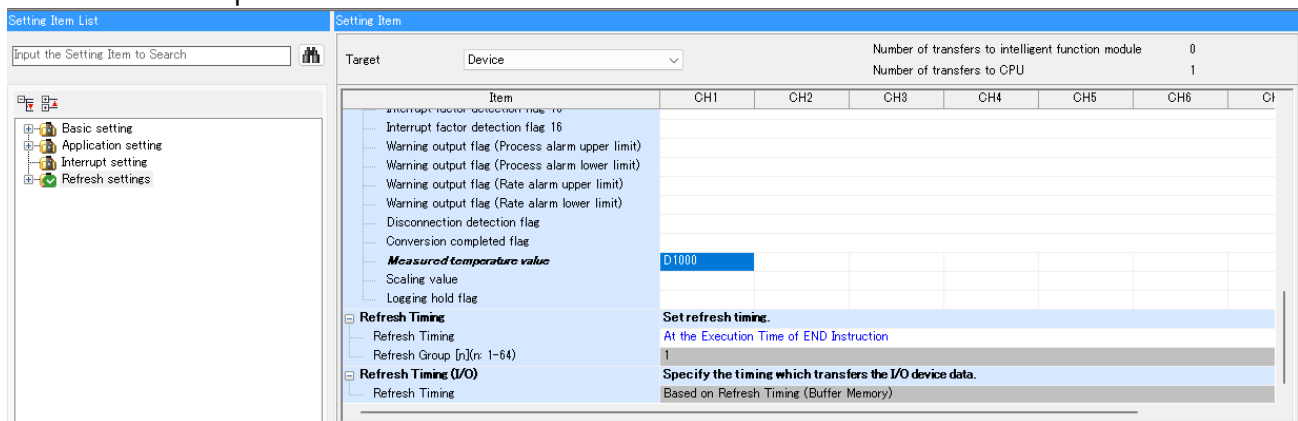 Setting Item List
Setting Item
Input the Setting Item to Search
Target
Device
Number of transfers to intelligent function module 0
Number of transfers to CPU 1
Basic setting
Application setting
Interrupt setting
Refresh settings
Item CH1 CH2 CH3 CH4 CH5 CH6
Interrupt factor detection flag 16
Warning output flag (Process alarm upper limit)
Warning output flag (Process alarm lower limit)
Warning output flag (Rate alarm upper limit)
Warning output flag (Rate alarm lower limit)
Disconnection detection flag
Conversion completed flag
Measured temperature value D1000
Scaling value
Logging hold flag
Refresh Timing Set refresh timing.
Refresh Timing At the Execution Time of END Instruction
Refresh Group [n](n: 1-64) 1
Refresh Timing (I/O) Specify the timing which transfers the I/O device data.
Refresh Timing Based on Refresh Timing (Buffer Memory)